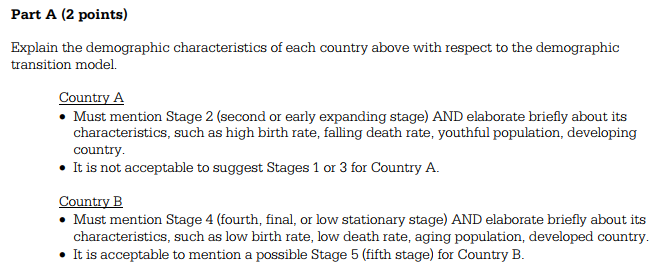 Part A (2 points)
Explain the demographic characteristics of each country above with respect to the demographic
transition model.
Country A
• Must mention Stage 2 (second or early expanding stage) AND elaborate briefly about its
characteristics, such as high birth rate, falling death rate, youthful population, developing
country.
• It is not acceptable to suggest Stages 1 or 3 for Country A.
Country B
• Must mention Stage 4 (fourth, final, or low stationary stage) AND elaborate briefly about its
characteristics, such as low birth rate, low death rate, aging population, developed country.
• It is acceptable to mention a possible Stage 5 (fifth stage) for Country B.